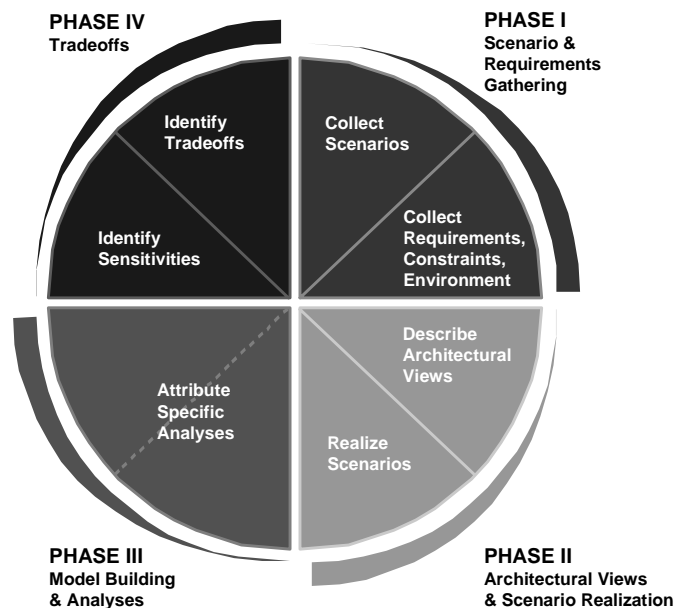 PHASE IV
Tradeoffs
PHASE I
Scenario &
Requirements
Gathering
Identify
Tradeoffs
Collect
Scenarios
Identify
Sensitivities
Collect
Requirements,
Constraints,
Environment
Attribute
Specific
Analyses
Describe
Architectural
Views
Realize
Scenarios
PHASE III
Model Building
& Analyses
PHASE II
Architectural Views
& Scenario Realization